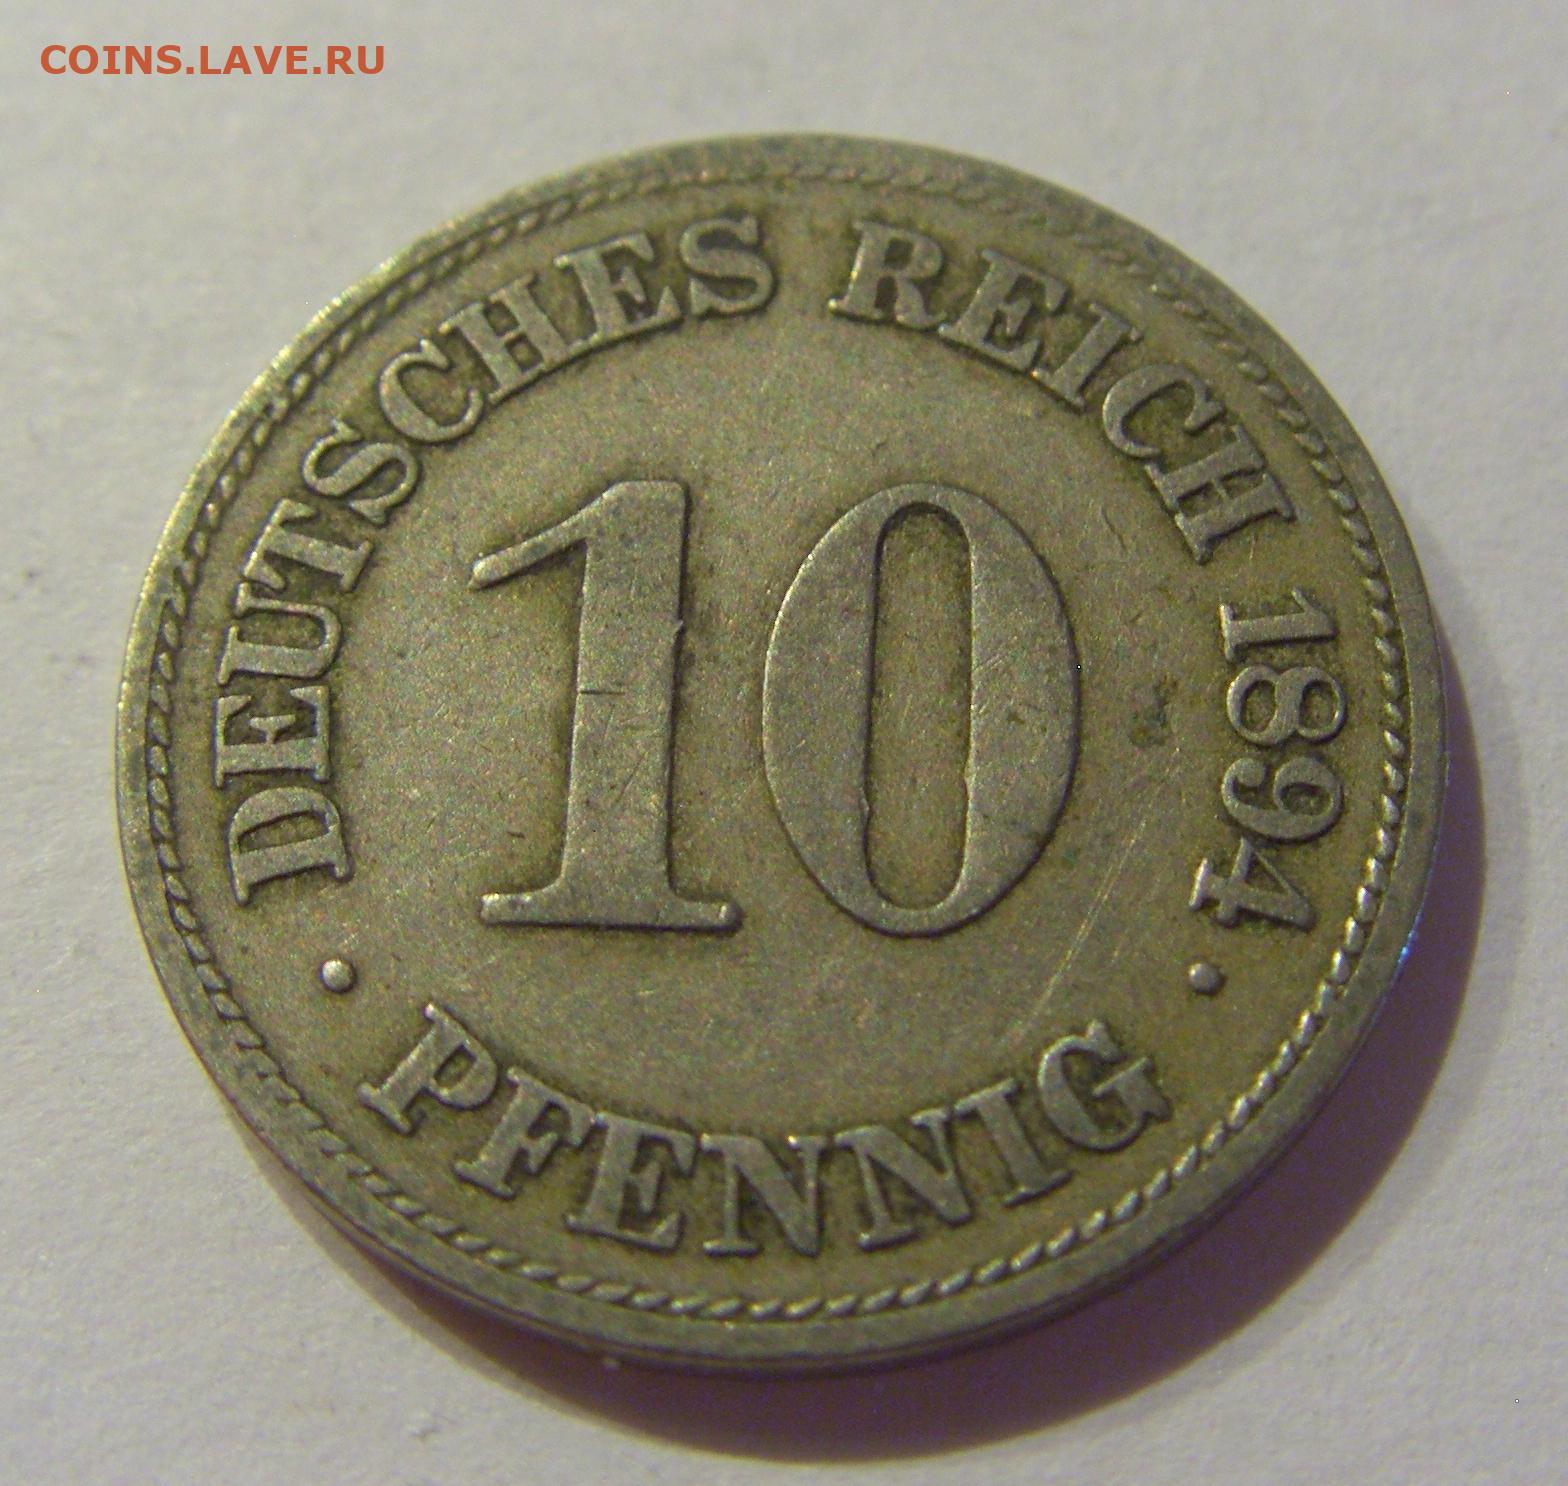 COINS.LAVE.RU
DEUTSCHES REICH 1894
10
• PFENNIG •